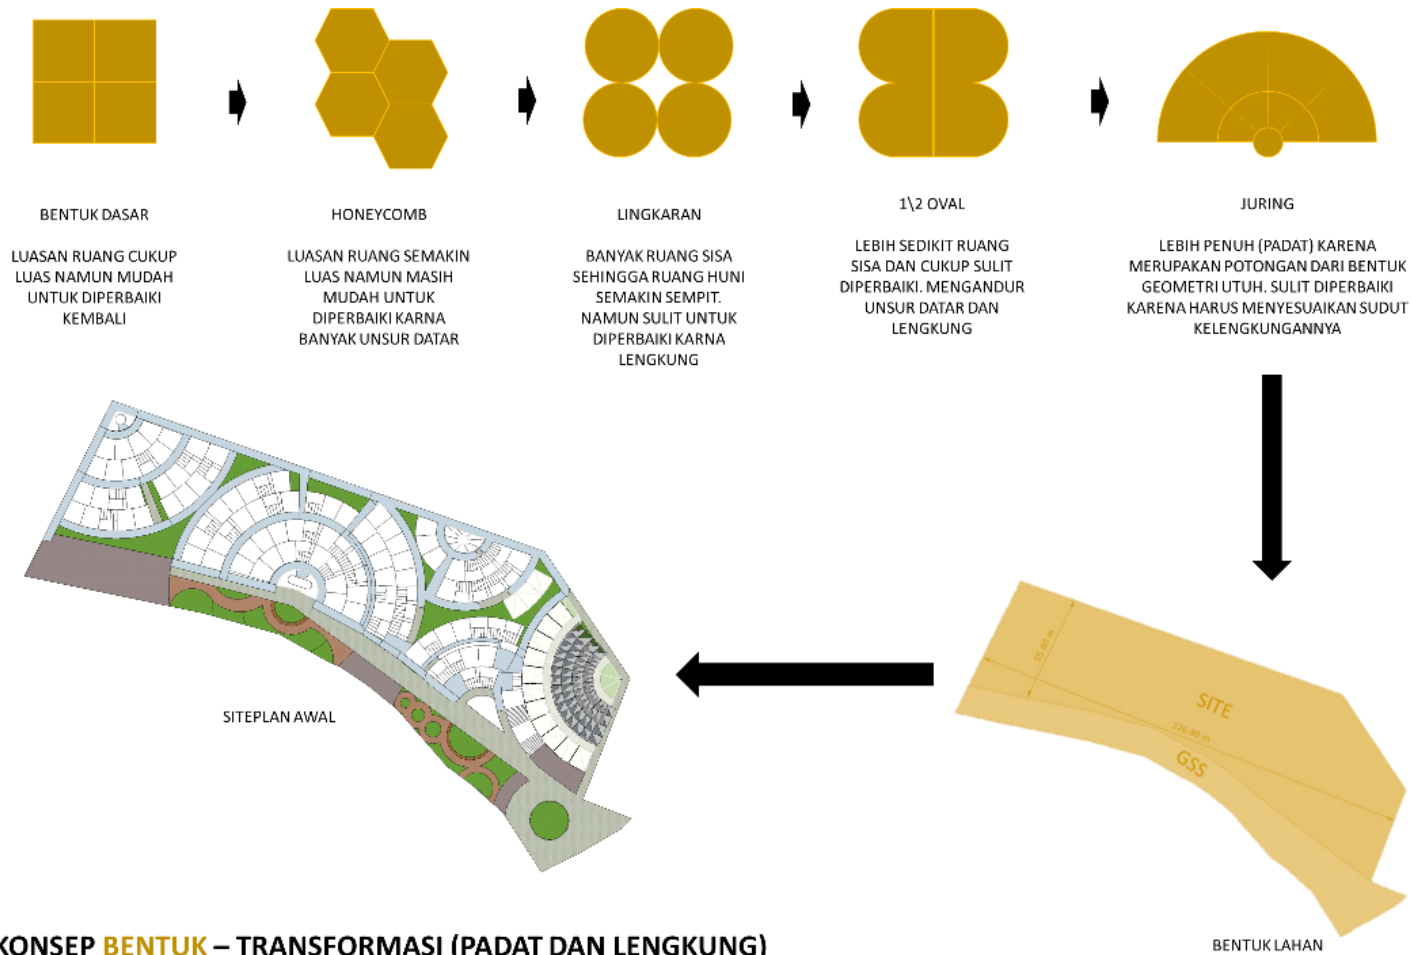 BENTUK DASAR
LUASAN RUANG CUKUP
LUAS NAMUN MUDAH
UNTUK DIPERBAIKI
KEMBALI
HONEYCOMB
LUASAN RUANG SEMAKIN
LUAS NAMUN MASIH
MUDAH UNTUK
DIPERBAIKI KARNA
BANYAK UNSUR DATAR
LINGKARAN
BANYAK RUANG SISA
SEHINGGA RUANG HUNI
SEMAKIN SEMPIT.
NAMUN SULIT UNTUK
DIPERBAIKI KARNA
LENGKUNG
1\2 OVAL
LEBIH SEDIKIT RUANG
SISA DAN CUKUP SULIT
DIPERBAIKI. MENGANDUR
UNSUR DATAR DAN
LENGKUNG
JURING
LEBIH PENUH (PADAT) KARENA
MERUPAKAN POTONGAN DARI BENTUK
GEOMETRI UTUH. SULIT DIPERBAIKI
KARENA HARUS MENYESUAIKAN SUDUT
KELENGKUNGANNYA
SITEPLAN AWAL
55.60 m
SITE
226.80 m
GSS
BENTUK LAHAN
KONSEP BENTUK – TRANSFORMASI (PADAT DAN LENGKUNG)